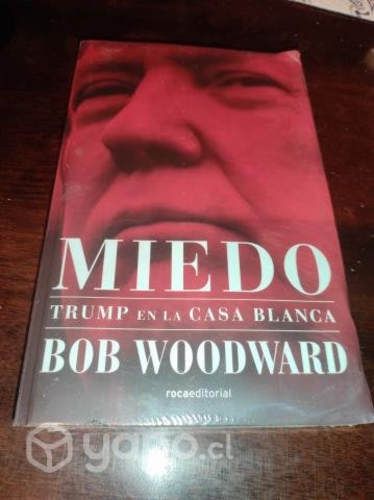 MIEDO
TRUMP EN LA CASA BLANCA
BOB WOODWARD
rocaeditorial
yapo.cl